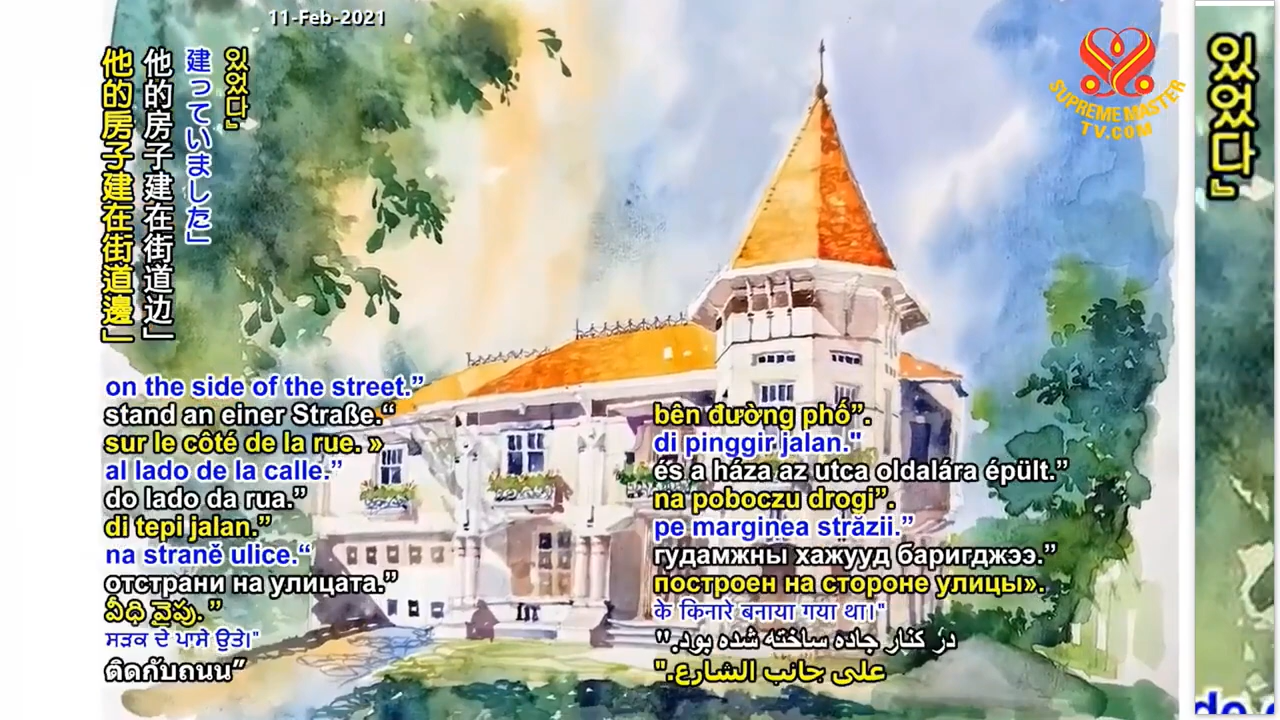 11-Feb-2021
SUPREME MASTER
TV.COM
있었다』
建っていました」
他的房子建在街道边」
他的房子建在街道邊」
on the side of the street.”
stand an einer Straße.“
sur le côté de la rue. »
al lado de la calle.”
do lado da rua.”
di tepi jalan.”
na straně ulice.“
отстрани на улицата.”
వీధి వైపు. ”
ਸੜਕ ਦੇ ਪਾਸੇ ਉਤੇ।"
ติดกับถนน”
bên đường phố”.
di pinggir jalan."
és a háza az utca oldalára épült.”
na poboczu drogi”.
pe marginea străzii.”
гудамжны хажууд баригджээ.”
построен на стороне улицы».
के किनारे बनाया गया था।"
در کنار جاده ساخته شده بود."
على جانب الشارع."
있었다』